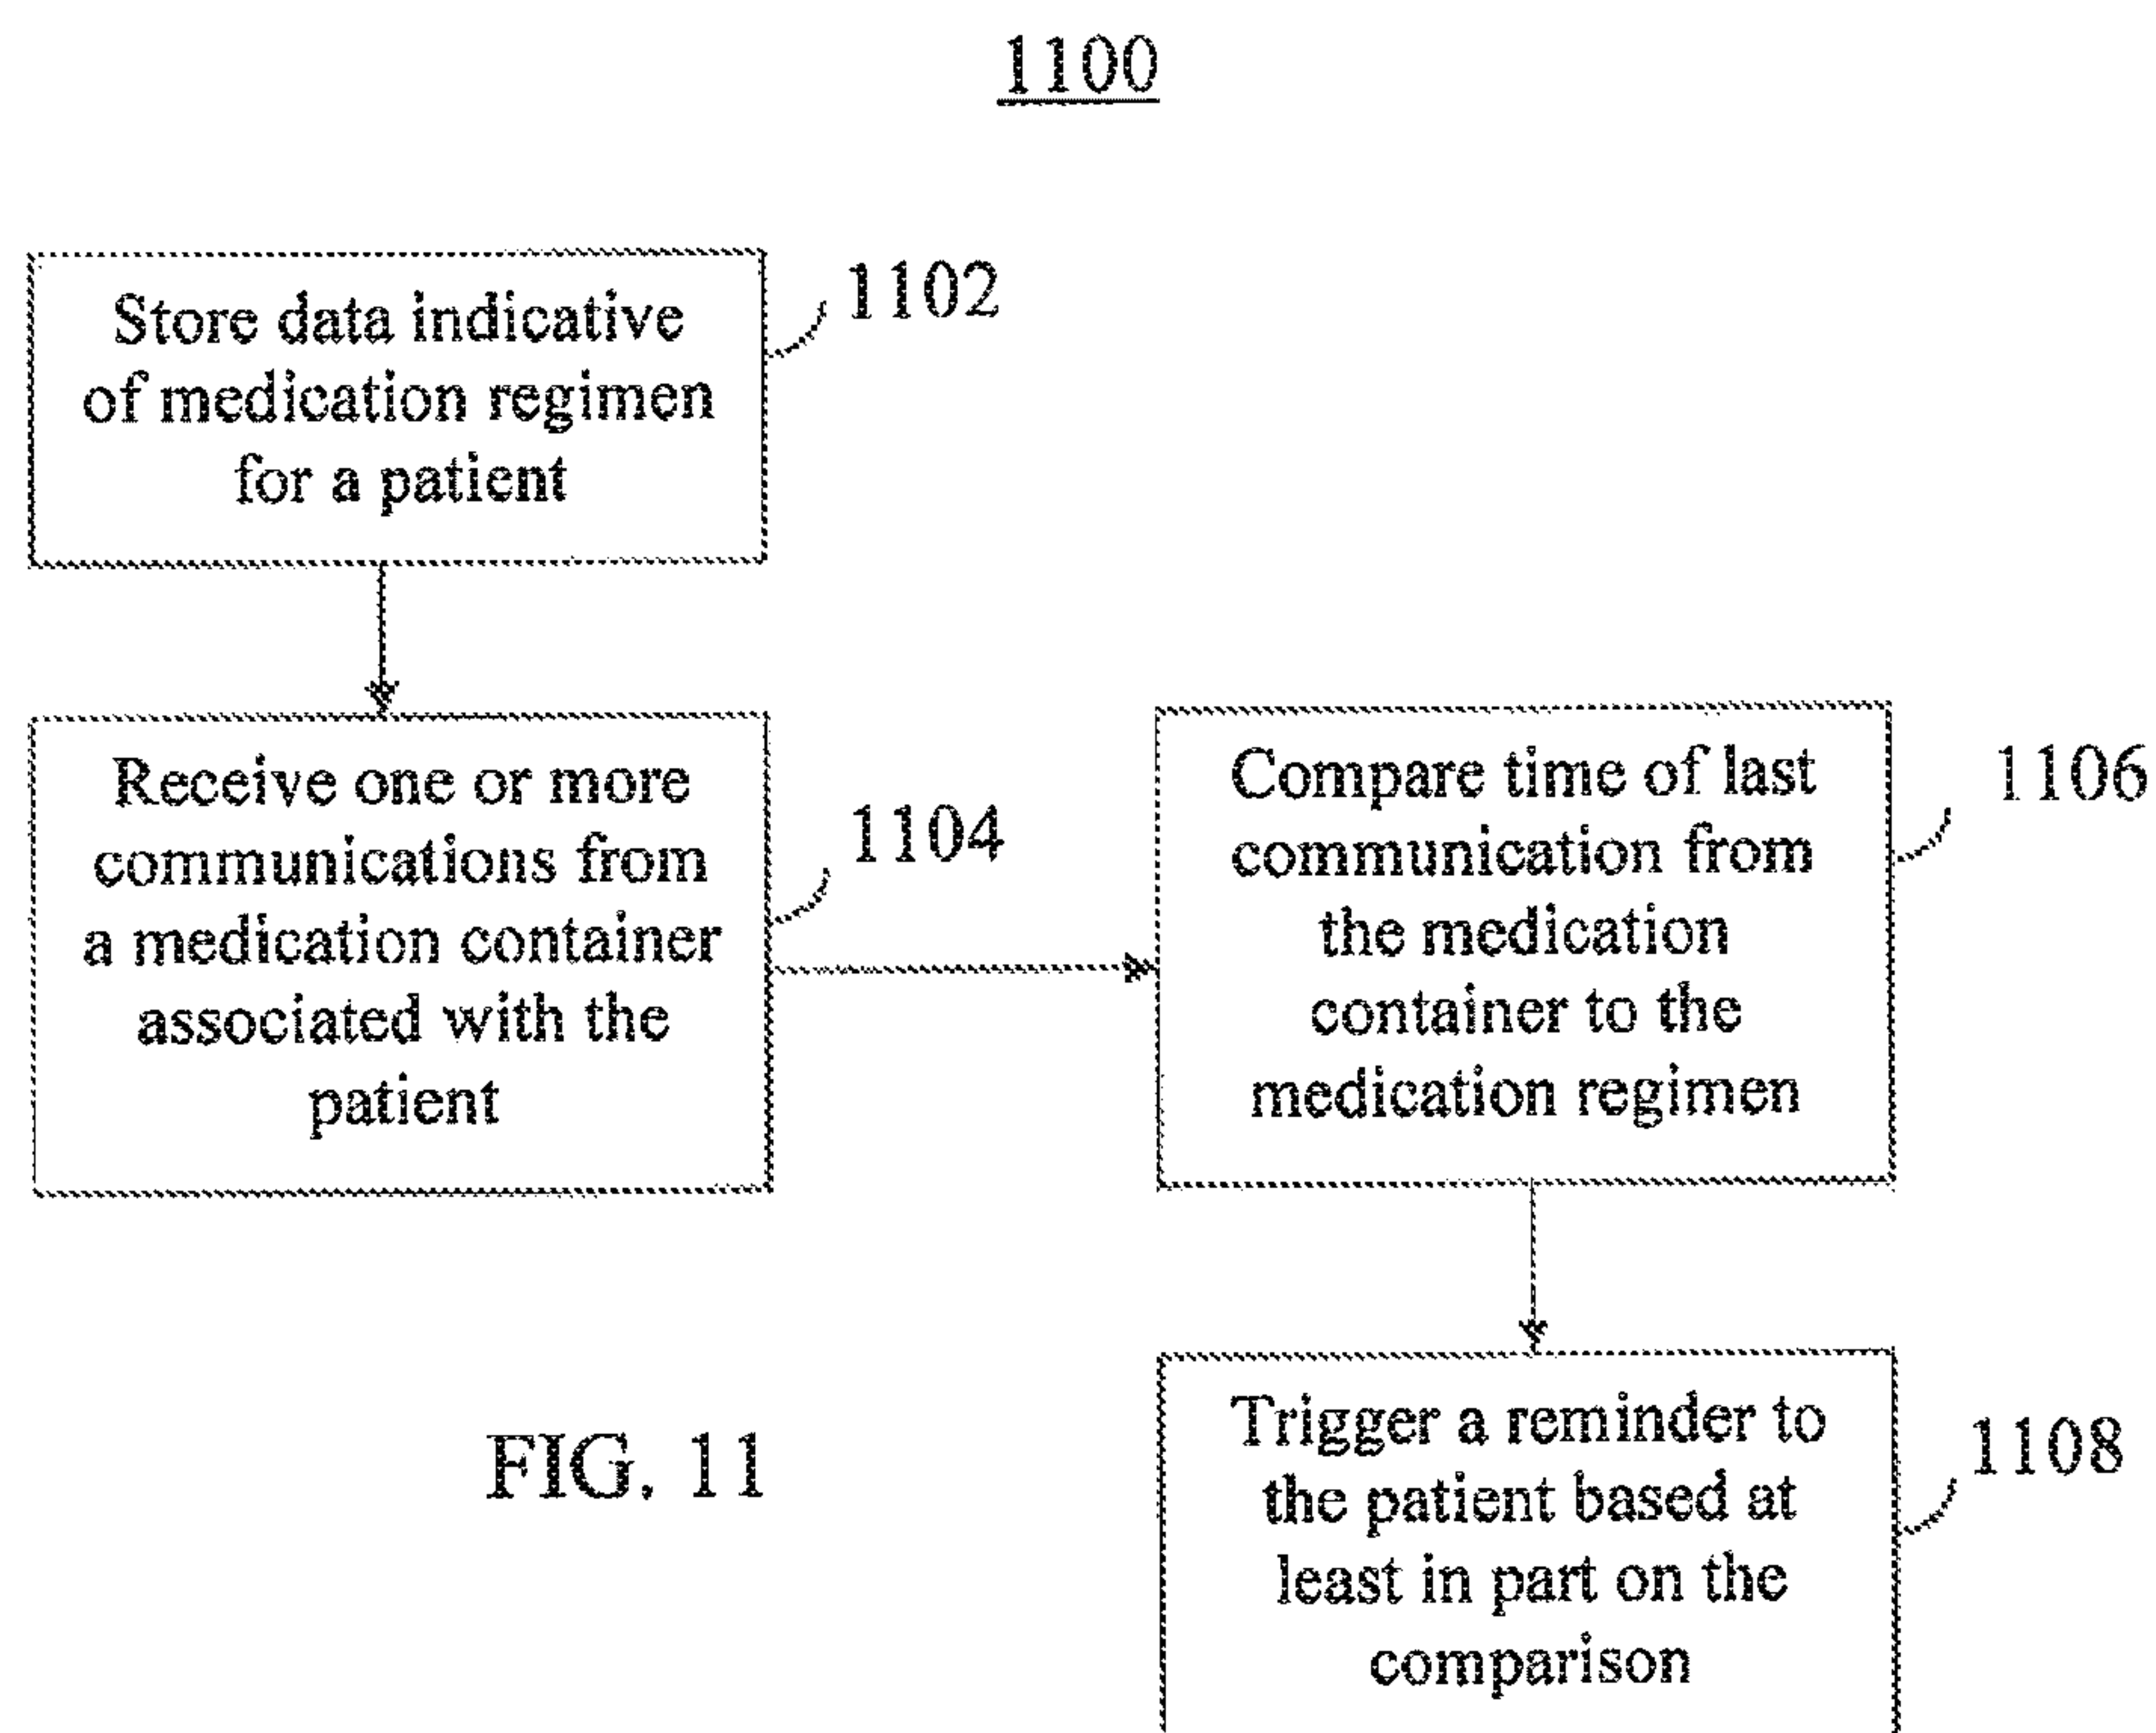 1100
Store data indicative
of medication regimen
for a patient
1102
Receive one or more
communications from
a medication container
associated with the
patient
1104
Compare time of last
communication from
the medication
container to the
medication regimen
1106
Trigger a reminder to
the patient based at
least in part on the
comparison
1108
FIG. 11